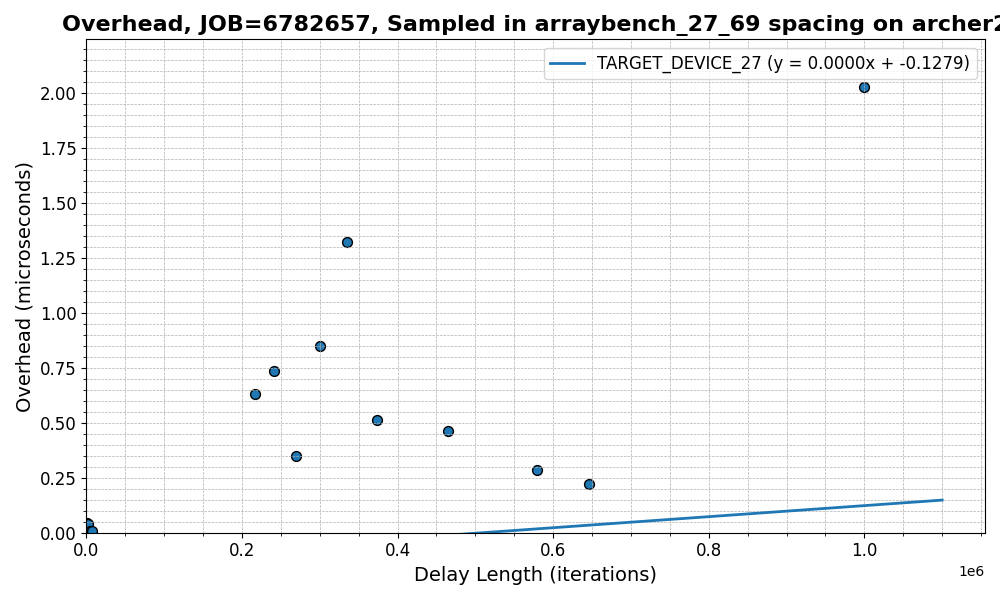 Overhead, JOB=6782657, Sampled in arraybench_27_69 spacing on archer2
TARGET_DEVICE_27 (y = 0.0000x + -0.1279)
Overhead (microseconds)
2.00
1.75
1.50
1.25
1.00
0.75
0.50
0.25
0.00
0.0 0.2 0.4 0.6 0.8 1.0
1e6
Delay Length (iterations)